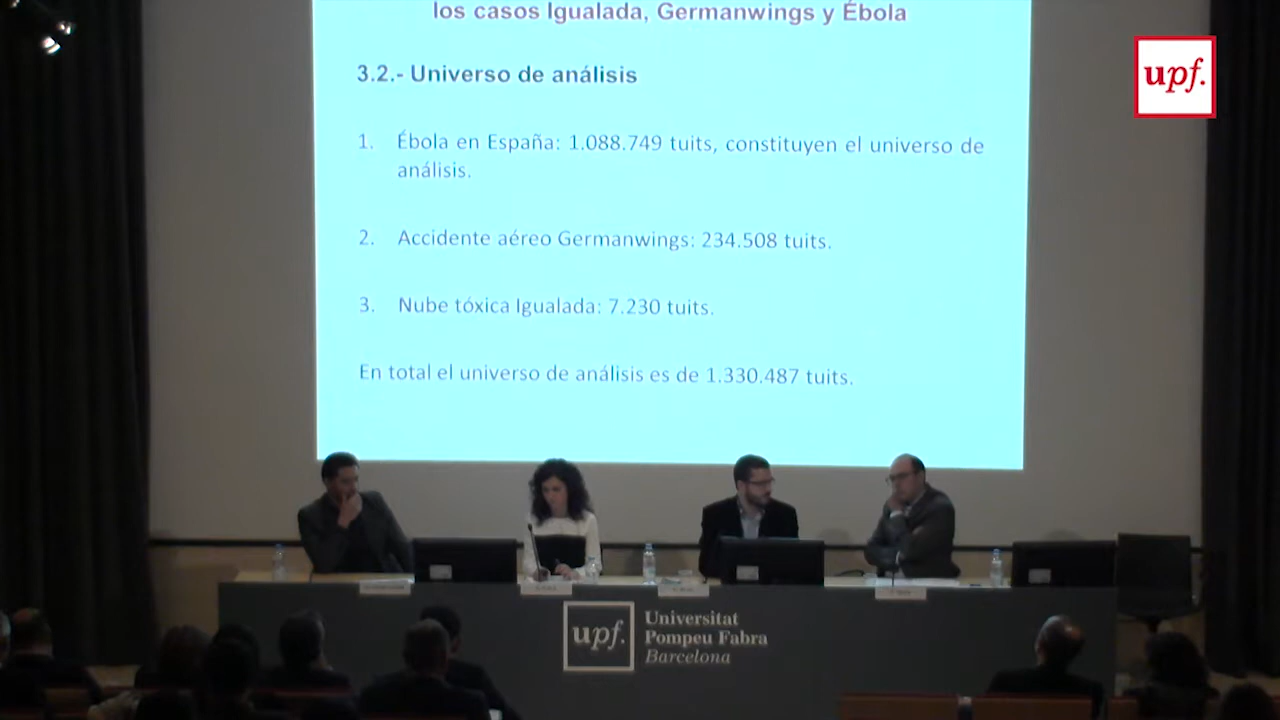 los casos Igualada, Germanwings y Ébola
upf.
3.2.- Universo de análisis
1. Ébola en España: 1.088.749 tuits, constituyen el universo de
análisis.
2. Accidente aéreo Germanwings: 234.508 tuits.
3. Nube tóxica Igualada: 7.230 tuits.
En total el universo de análisis es de 1.330.487 tuits.
upf.
Universitat
Pompeu Fabra
Barcelona